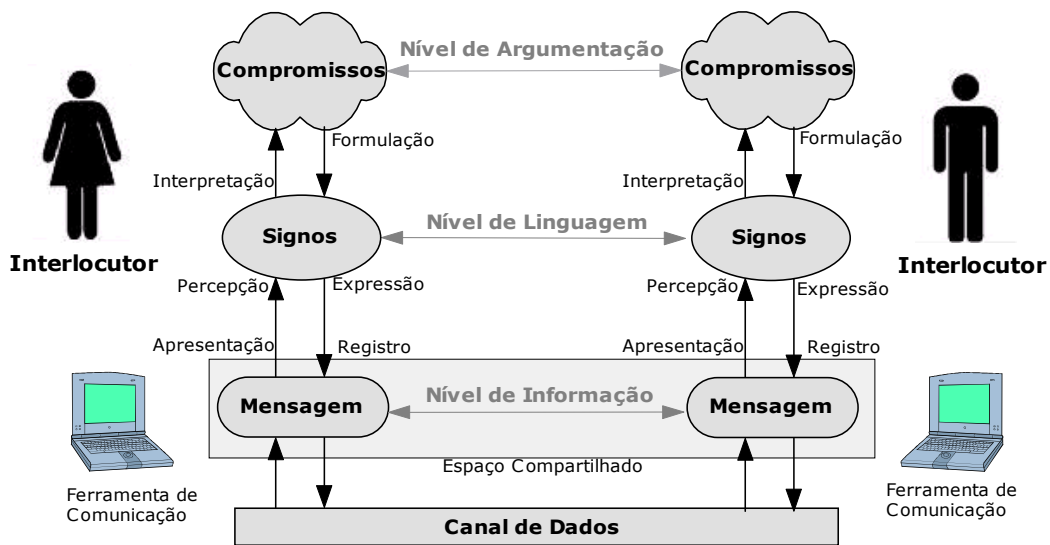 Nível de Argumentação
Compromissos
Compromissos
Formulação
Formulação
Interpretação
Interpretação
Nível de Linguagem
Signos
Signos
Interlocutor
Interlocutor
Percepção
Expressão
Percepção
Expressão
Apresentação
Registro
Apresentação
Registro
Nível de Informação
Mensagem
Mensagem
Espaço Compartilhado
Ferramenta de
Comunicação
Ferramenta de
Comunicação
Canal de Dados